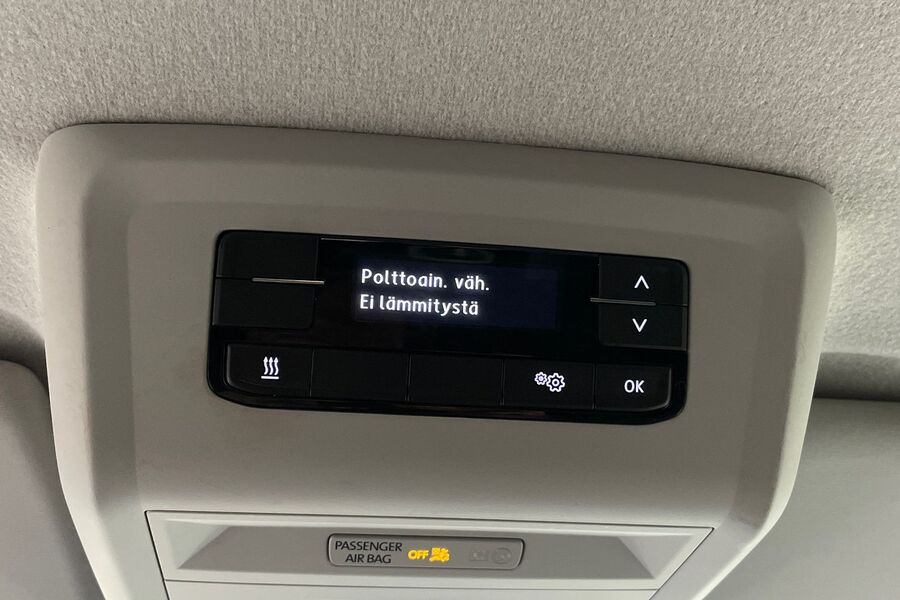 Polttoain. väh.
Ei lämmitystä
OK
PASSENGER
AIR BAG
OFF